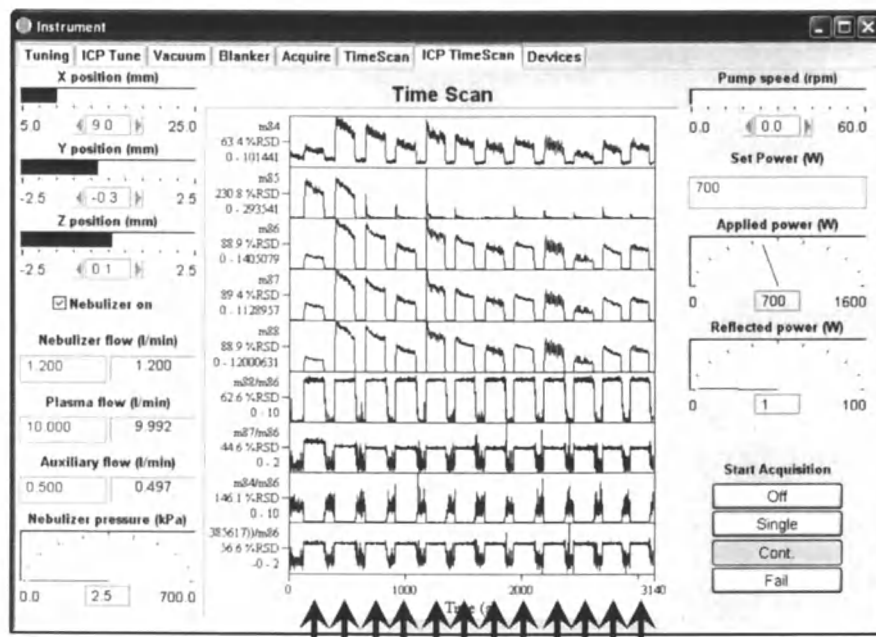 Instrument
Tuning ICP Tune Vacuum Blanker Acquire TimeScan ICP TimeScan Devices
X position (mm)
5.0 9.0 25.0
Y position (mm)
-2.5 -0.3 2.5
Z position (mm)
-2.5 0.1 2.5
Nebulizer on
Nebulizer flow (l/min)
1.200 1.200
Plasma flow (l/min)
10.000 9.992
Auxiliary flow (l/min)
0.500 0.497
Nebulizer pressure (kPa)
0.0 2.5 700.0
Time Scan
m84
63.4 %RSD
0 - 101441
m85
230.8 %RSD
0 - 293541
m86
88.9 %RSD
0 - 1405079
m87
89.4 %RSD
0 - 1128957
m88
88.9 %RSD
0 - 12000631
m88/m86
62.6 %RSD
0 - 10
m87/m86
44.6 %RSD
0 - 2
m84/m86
146.1 %RSD
0 - 10
385617))/m86
56.6 %RSD
-0 - 2
0 1000 2000 3140
Time
Pump speed (rpm)
0.0 0.0 60.0
Set Power (W)
700
Applied power (W)
0 700 1600
Reflected power (W)
0 1 100
Start Acquisition
Off
Single
Cont.
Fail